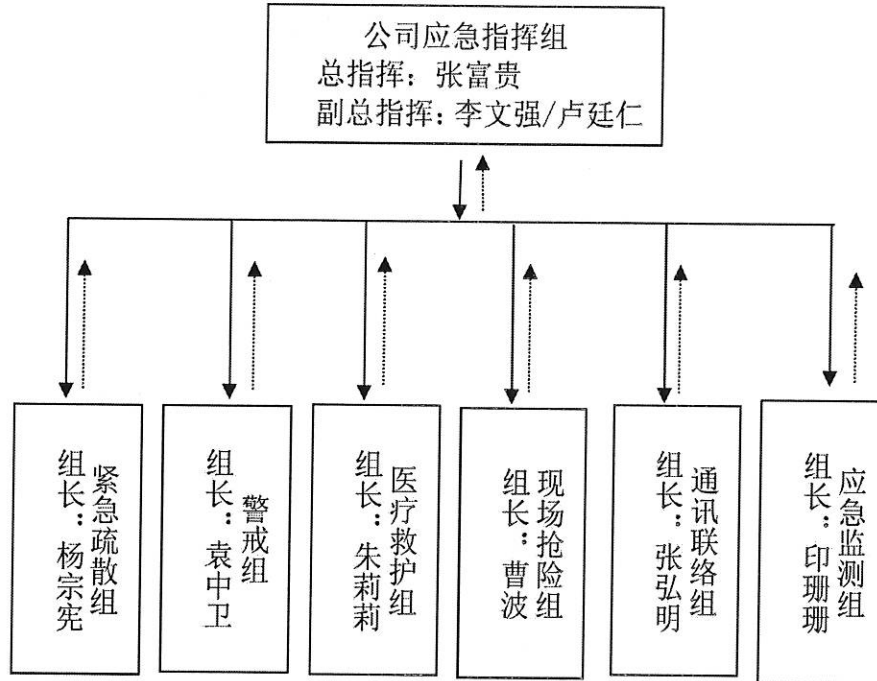 公司应急指挥组
总指挥：张富贵
副总指挥：李文强/卢廷仁
紧急疏散组
组长：杨宗宪
警戒组
组长：袁中卫
医疗救护组
组长：朱莉莉
现场抢险组
组长：曹波
通讯联络组
组长：张弘明
应急监测组
组长：印珊珊